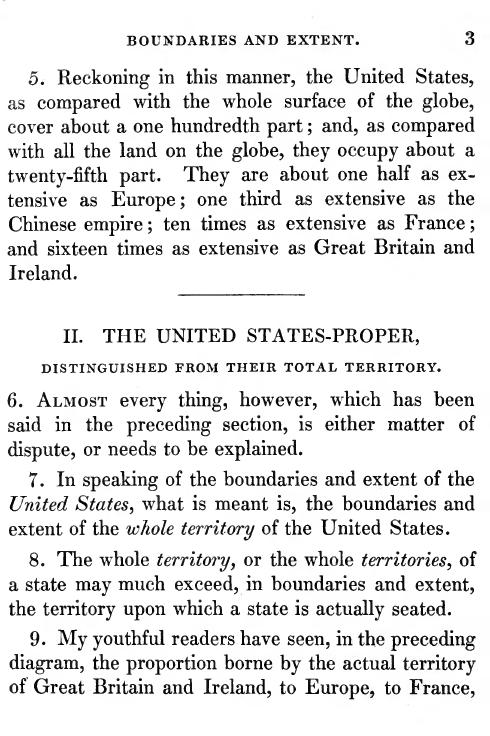 BOUNDARIES AND EXTENT. 3
5. Reckoning in this manner, the United States,
as compared with the whole surface of the globe,
cover about a one hundredth part; and, as compared
with all the land on the globe, they occupy about a
twenty-fifth part. They are about one half as ex-
tensive as Europe; one third as extensive as the
Chinese empire; ten times as extensive as France;
and sixteen times as extensive as Great Britain and
Ireland.
II. THE UNITED STATES-PROPER,
DISTINGUISHED FROM THEIR TOTAL TERRITORY.
6. ALMOST every thing, however, which has been
said in the preceding section, is either matter of
dispute, or needs to be explained.
7. In speaking of the boundaries and extent of the
United States, what is meant is, the boundaries and
extent of the whole territory of the United States.
8. The whole territory, or the whole territories, of
a state may much exceed, in boundaries and extent,
the territory upon which a state is actually seated.
9. My youthful readers have seen, in the preceding
diagram, the proportion borne by the actual territory
of Great Britain and Ireland, to Europe, to France,